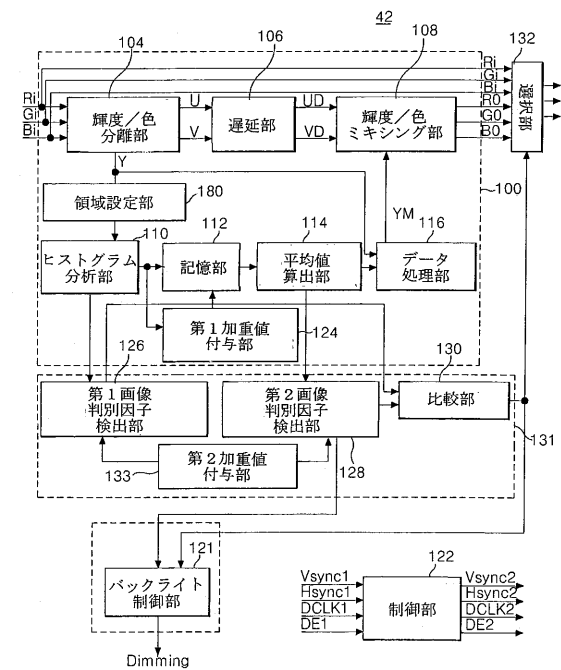 42
132
104
106
108
Ri
Gi
Bi
Ri
Gi
Bi
輝度／色
分離部
U
V
遅延部
UD
VD
輝度／色
ミキシング部
R0
G0
B0
選択部
Y
180
領域設定部
100
YM
110
112
114
116
ヒストグラム
分析部
記憶部
平均値
算出部
データ
処理部
第1加重値
付与部
124
126
130
第1画像
判別因子
検出部
第2画像
判別因子
検出部
比較部
131
133
第2加重値
付与部
128
121
バックライト
制御部
Dimming
122
Vsync1
Hsync1
DCLK1
DE1
制御部
Vsync2
Hsync2
DCLK2
DE2